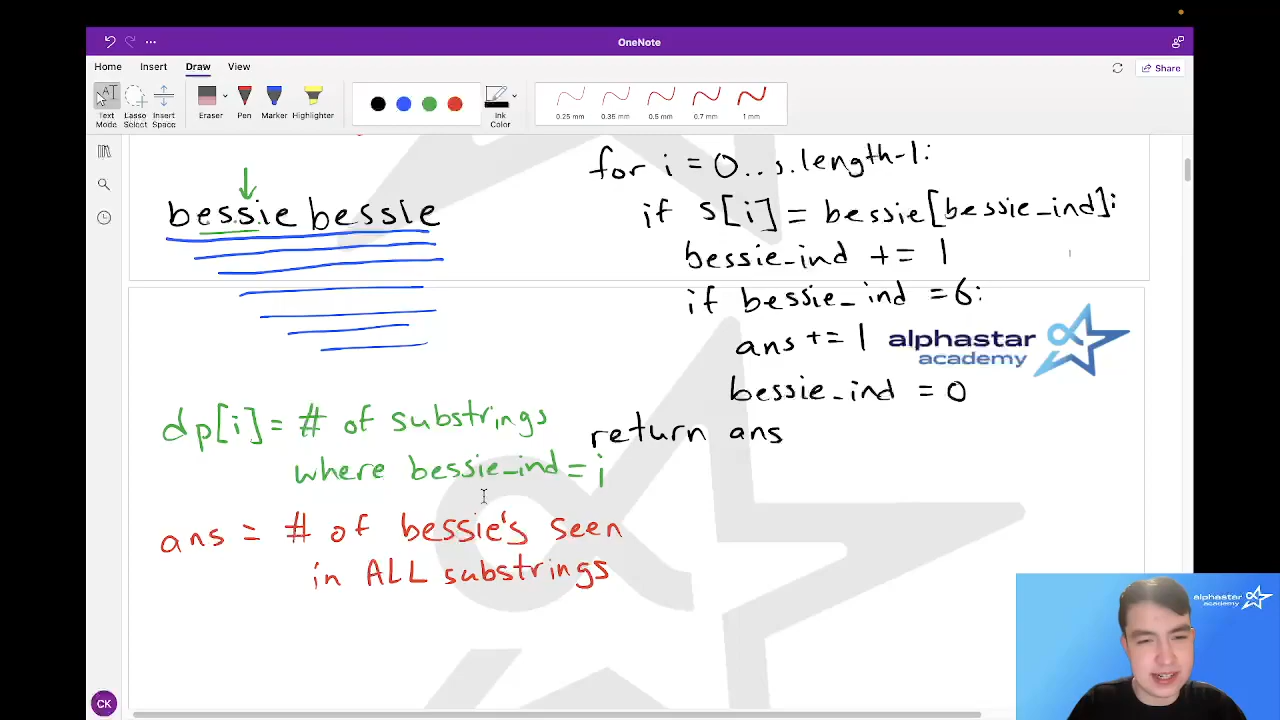 OneNote
Home Insert Draw View
Share
Text Mode
Lasso Select
Insert Space
Eraser
Pen
Marker
Highlighter
Ink Color
0.25 mm
0.35 mm
0.5 mm
0.7 mm
1 mm
bessie bessie
for i = 0..s.length-1:
if s[i] = bessie[bessie_ind]:
bessie_ind += 1
if bessie_ind = 6:
ans += 1
bessie_ind = 0
return ans
alphastar
academy
dp[i] = # of substrings
where bessie_ind = i
ans = # of bessie's seen
in ALL substrings
CK
alphastar
academy